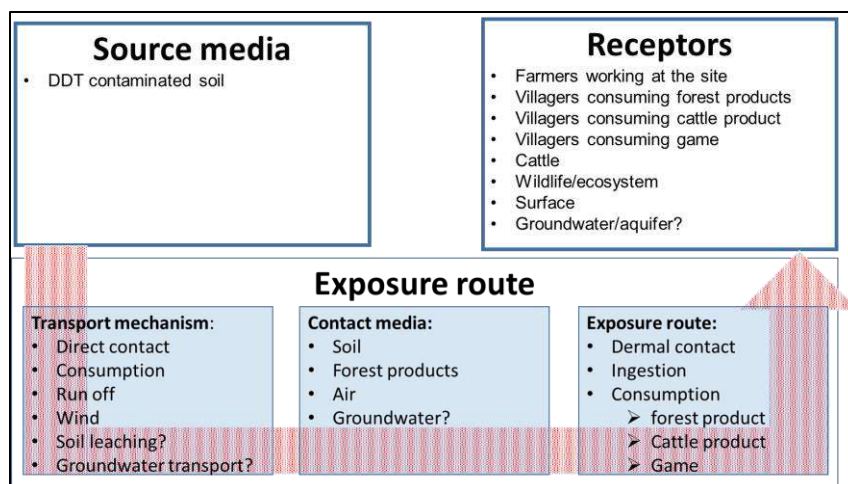 Source media
• DDT contaminated soil
Receptors
• Farmers working at the site
• Villagers consuming forest products
• Villagers consuming cattle product
• Villagers consuming game
• Cattle
• Wildlife/ecosystem
• Surface
• Groundwater/aquifer?
Exposure route
Transport mechanism:
• Direct contact
• Consumption
• Run off
• Wind
• Soil leaching?
• Groundwater transport?
Contact media:
• Soil
• Forest products
• Air
• Groundwater?
Exposure route:
• Dermal contact
• Ingestion
• Consumption
➢ forest product
➢ Cattle product
➢ Game